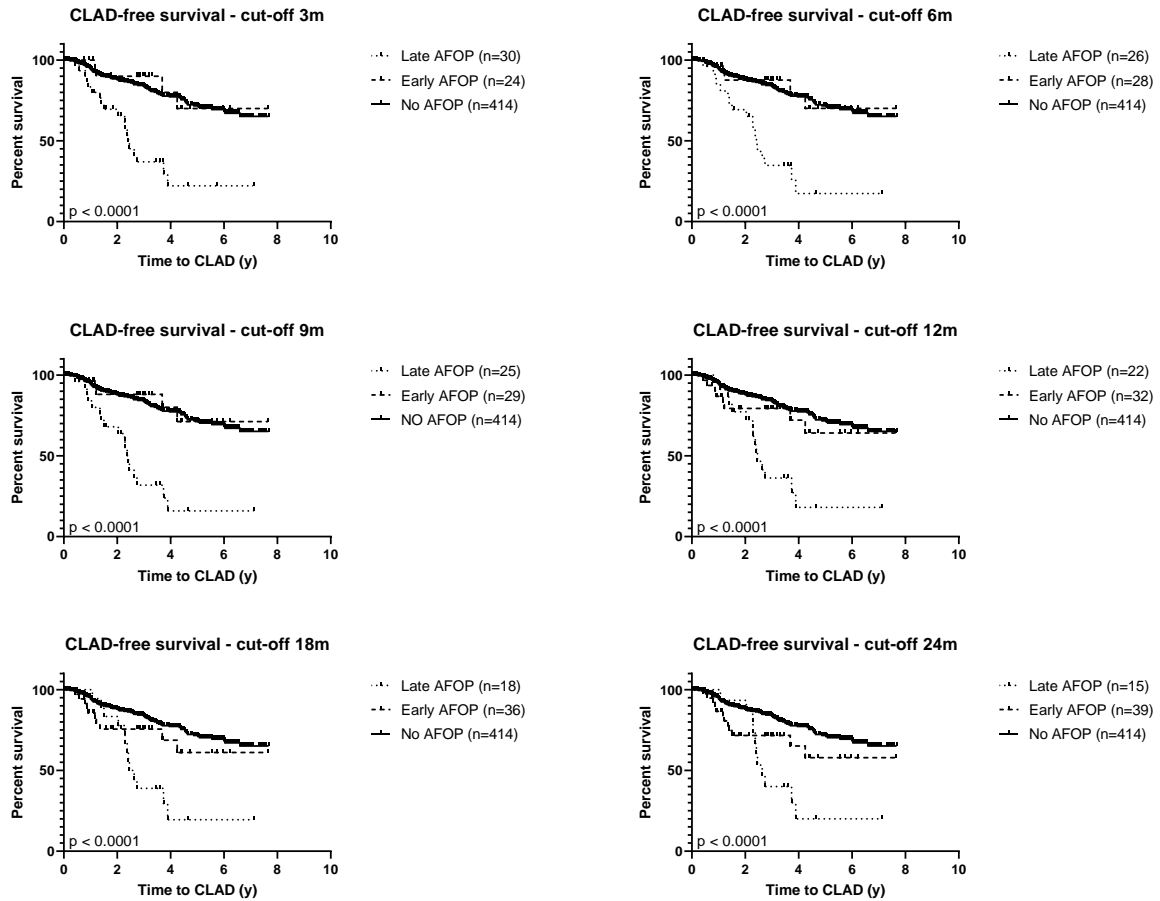 CLAD-free survival - cut-off 3m
Percent survival
100
50
0
p < 0.0001
0 2 4 6 8 10
Time to CLAD (y)
Late AFOP (n=30)
Early AFOP (n=24)
No AFOP (n=414)
CLAD-free survival - cut-off 6m
Percent survival
100
50
0
p < 0.0001
0 2 4 6 8 10
Time to CLAD (y)
Late AFOP (n=26)
Early AFOP (n=28)
No AFOP (n=414)
CLAD-free survival - cut-off 9m
Percent survival
100
50
0
p < 0.0001
0 2 4 6 8 10
Time to CLAD (y)
Late AFOP (n=25)
Early AFOP (n=29)
NO AFOP (n=414)
CLAD-free survival - cut-off 12m
Percent survival
100
50
0
p < 0.0001
0 2 4 6 8 10
Time to CLAD (y)
Late AFOP (n=22)
Early AFOP (n=32)
No AFOP (n=414)
CLAD-free survival - cut-off 18m
Percent survival
100
50
0
p < 0.0001
0 2 4 6 8 10
Time to CLAD (y)
Late AFOP (n=18)
Early AFOP (n=36)
No AFOP (n=414)
CLAD-free survival - cut-off 24m
Percent survival
100
50
0
p < 0.0001
0 2 4 6 8 10
Time to CLAD (y)
Late AFOP (n=15)
Early AFOP (n=39)
No AFOP (n=414)